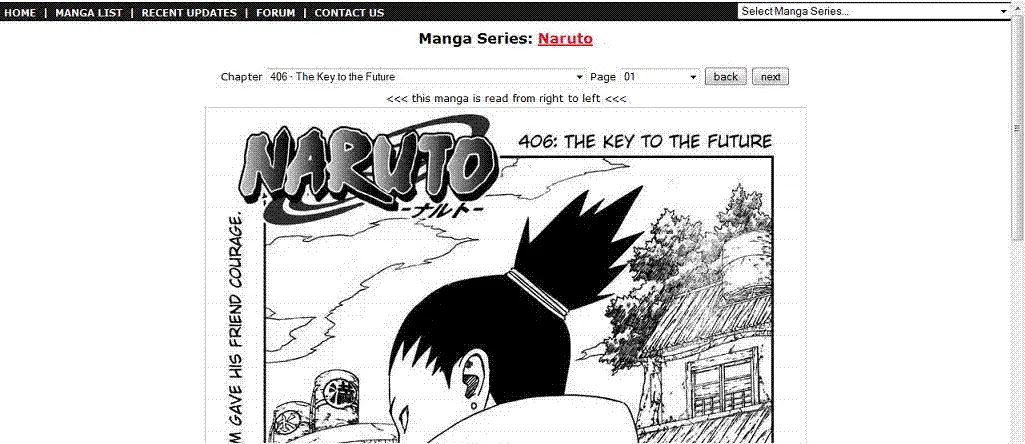 HOME | MANGA LIST | RECENT UPDATES | FORUM | CONTACT US
Select Manga Series...
Manga Series: Naruto
Chapter 406 - The Key to the Future Page 01 back next
<<< this manga is read from right to left <<<
NARUTO
-ナルト-
406: THE KEY TO THE FUTURE
M GAVE HIS FRIEND COURAGE.
満